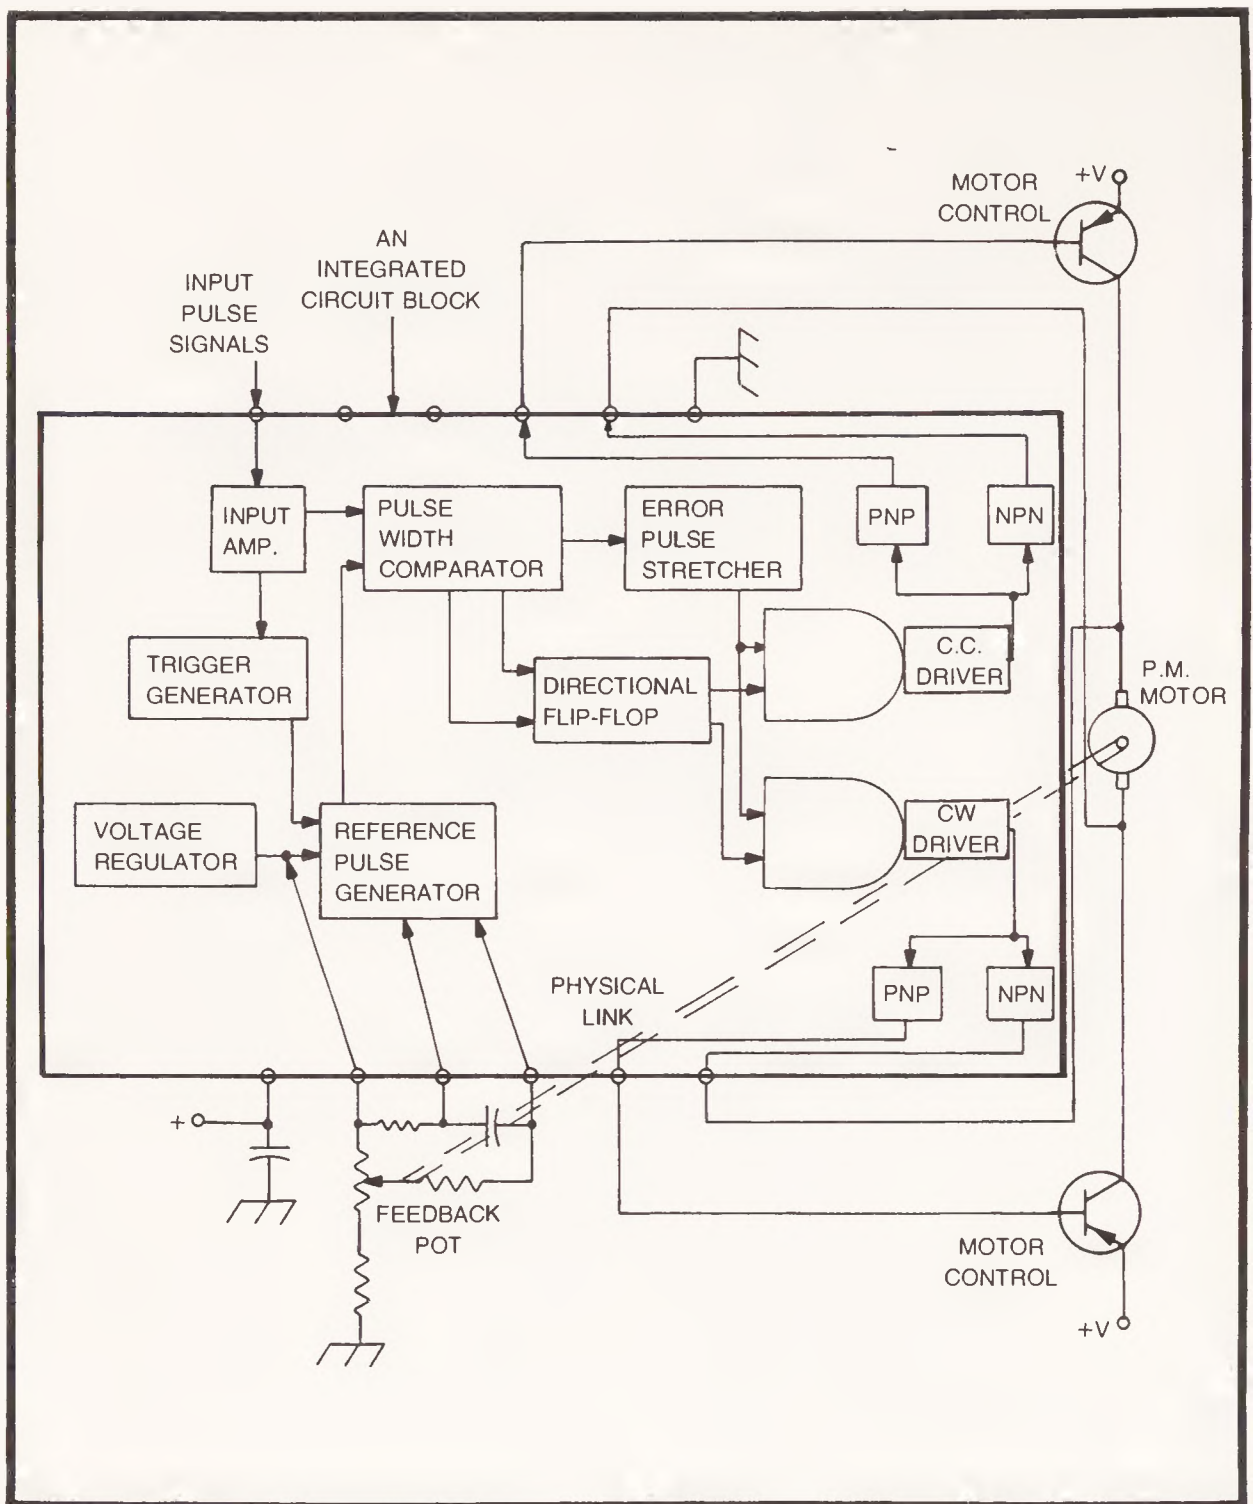 MOTOR
CONTROL
+V
AN
INTEGRATED
CIRCUIT BLOCK
INPUT
PULSE
SIGNALS
INPUT
AMP.
PULSE
WIDTH
COMPARATOR
ERROR
PULSE
STRETCHER
PNP
NPN
TRIGGER
GENERATOR
DIRECTIONAL
FLIP-FLOP
C.C.
DRIVER
P.M.
MOTOR
VOLTAGE
REGULATOR
REFERENCE
PULSE
GENERATOR
CW
DRIVER
PHYSICAL
LINK
PNP
NPN
+
FEEDBACK
POT
MOTOR
CONTROL
+V